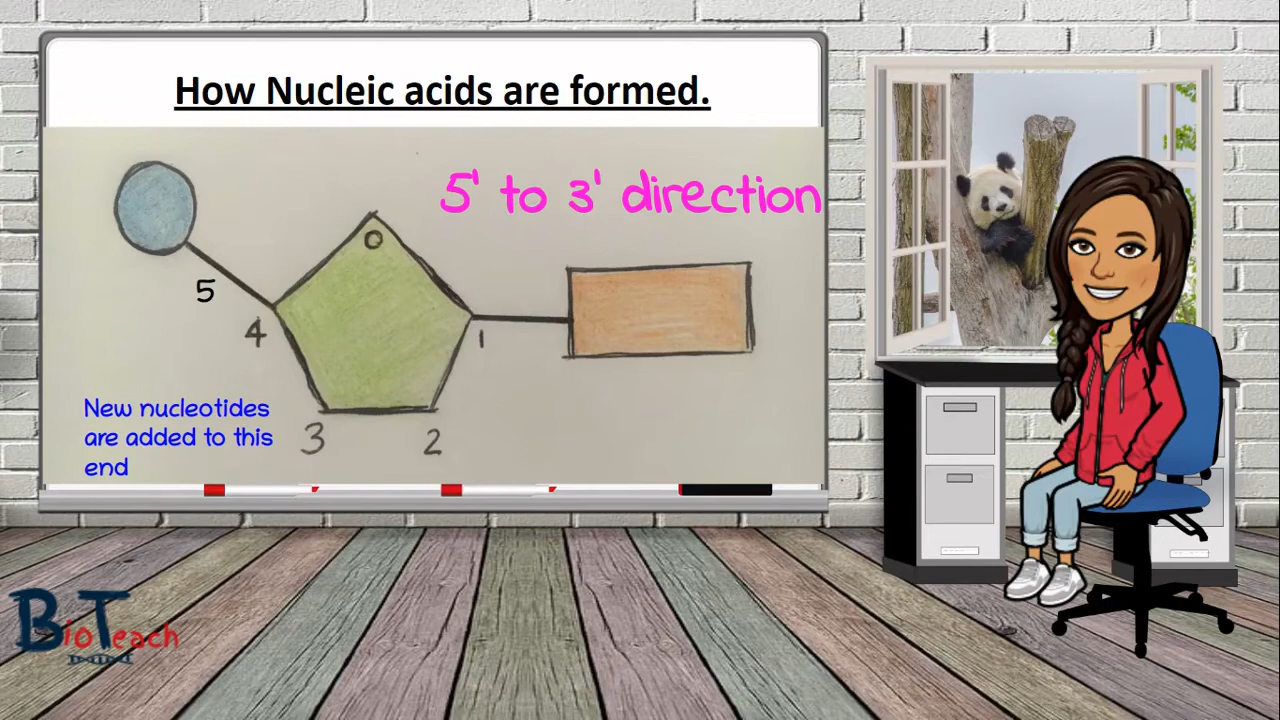 How Nucleic acids are formed.
5' to 3' direction
O
5
4
1
New nucleotides
are added to this
end
3
2
BioTeach